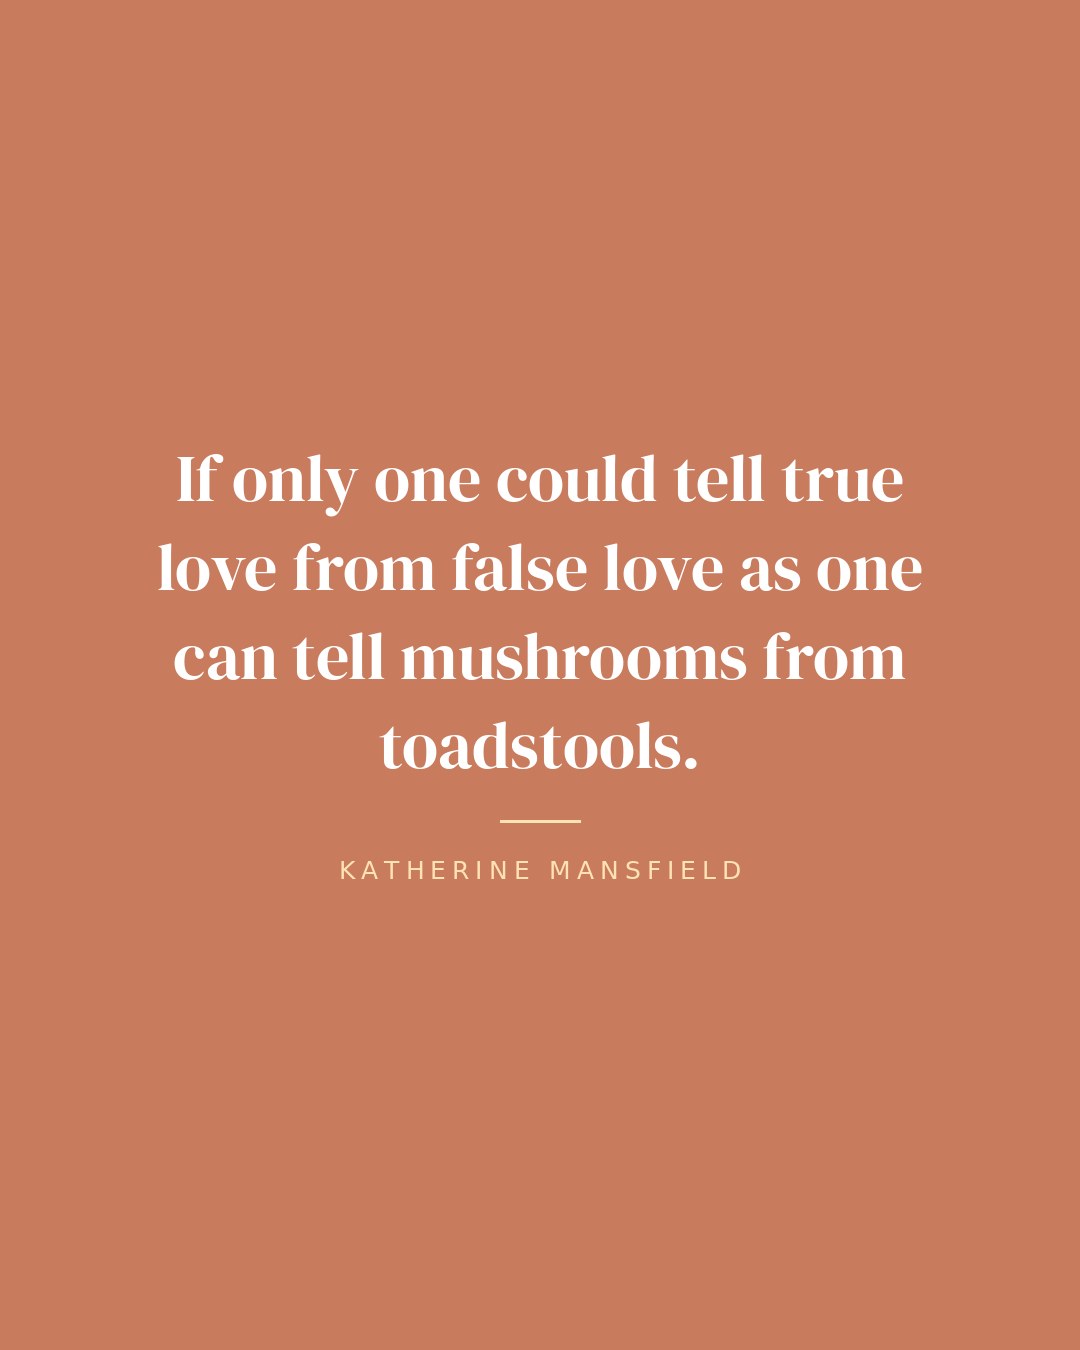 If only one could tell true
love from false love as one
can tell mushrooms from
toadstools.
KATHERINE MANSFIELD